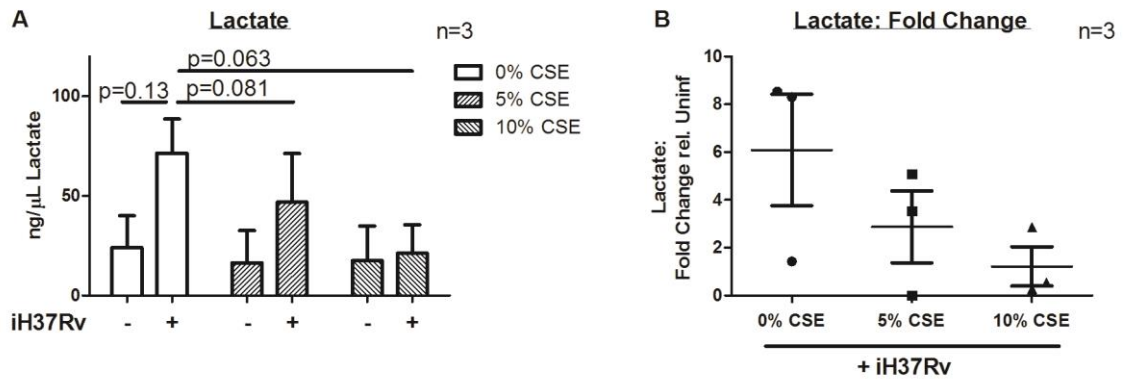 A
Lactate
n=3
p=0.063
p=0.13
p=0.081
100
50
0
ng/µL Lactate
0% CSE
5% CSE
10% CSE
iH37Rv - + - + - +
B
Lactate: Fold Change
n=3
Lactate:
Fold Change rel. Uninf
10
8
6
4
2
0
0% CSE 5% CSE 10% CSE
+ iH37Rv